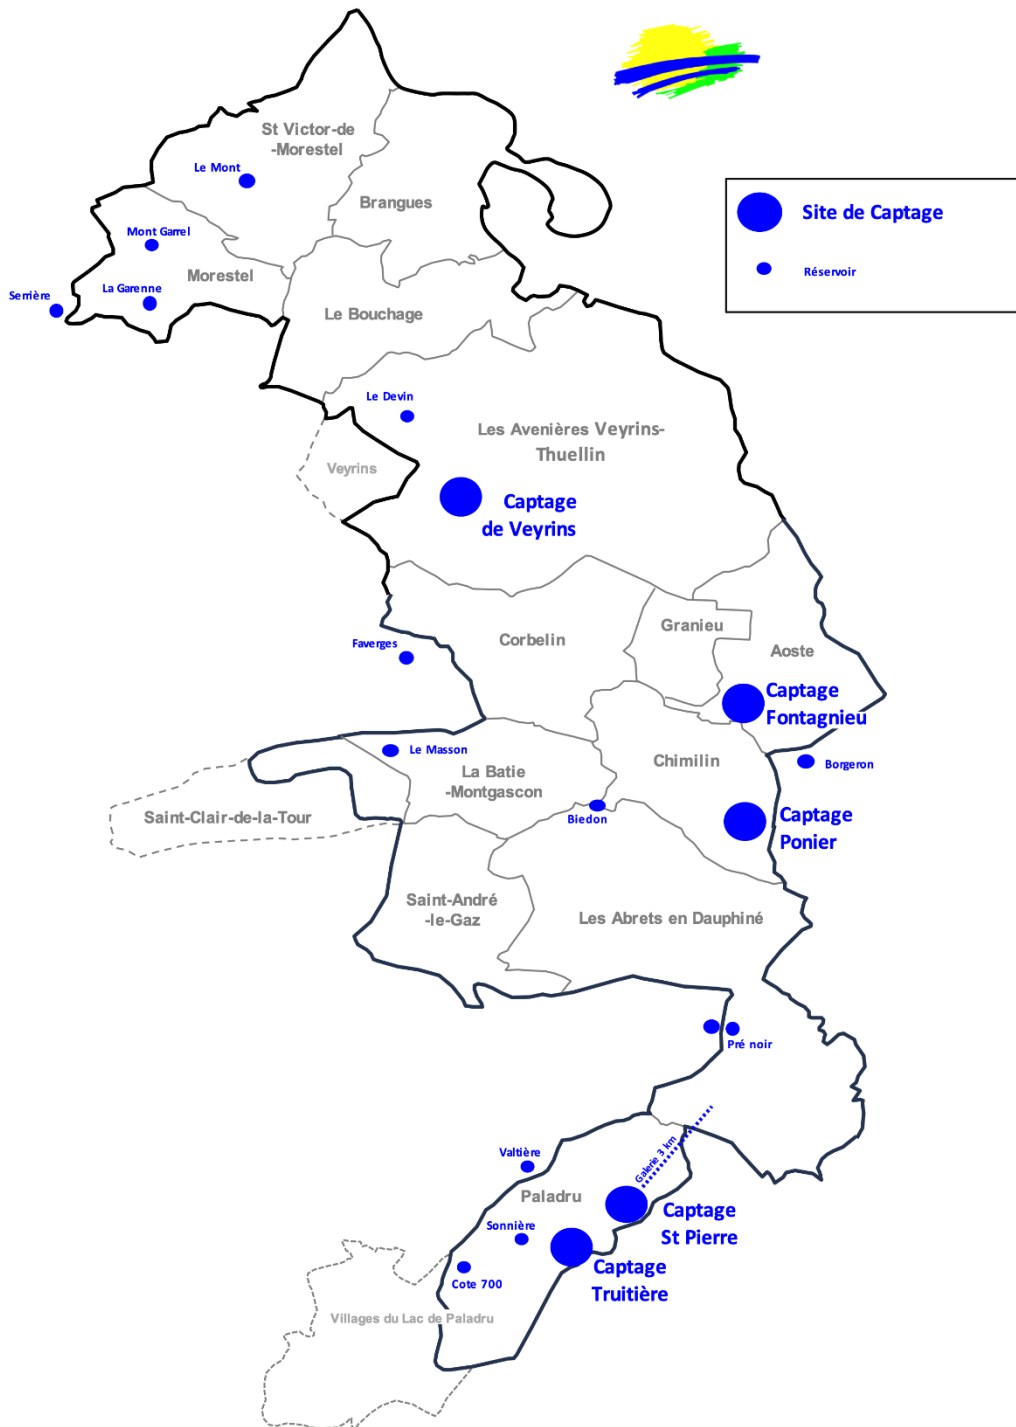 St Victor-de
-Morestel
Le Mont
Brangues
Site de Captage
Réservoir
Mont Garrel
Morestel
La Garenne
Serrière
Le Bouchage
Le Devin
Les Avenières Veyrins-
Thuellin
Veyrins
Captage
de Veyrins
Granieu
Corbelin
Aoste
Faverges
Captage
Fontagnieu
Le Masson
Chimilin
Borgeron
La Batie
-Montgascon
Saint-Clair-de-la-Tour
Biedon
Captage
Ponier
Saint-André
-le-Gaz
Les Abrets en Dauphiné
Pré noir
Galerie 3 km
Valtière
Paladru
Captage
St Pierre
Sonnière
Cote 700
Captage
Truitière
Villages du Lac de Paladru